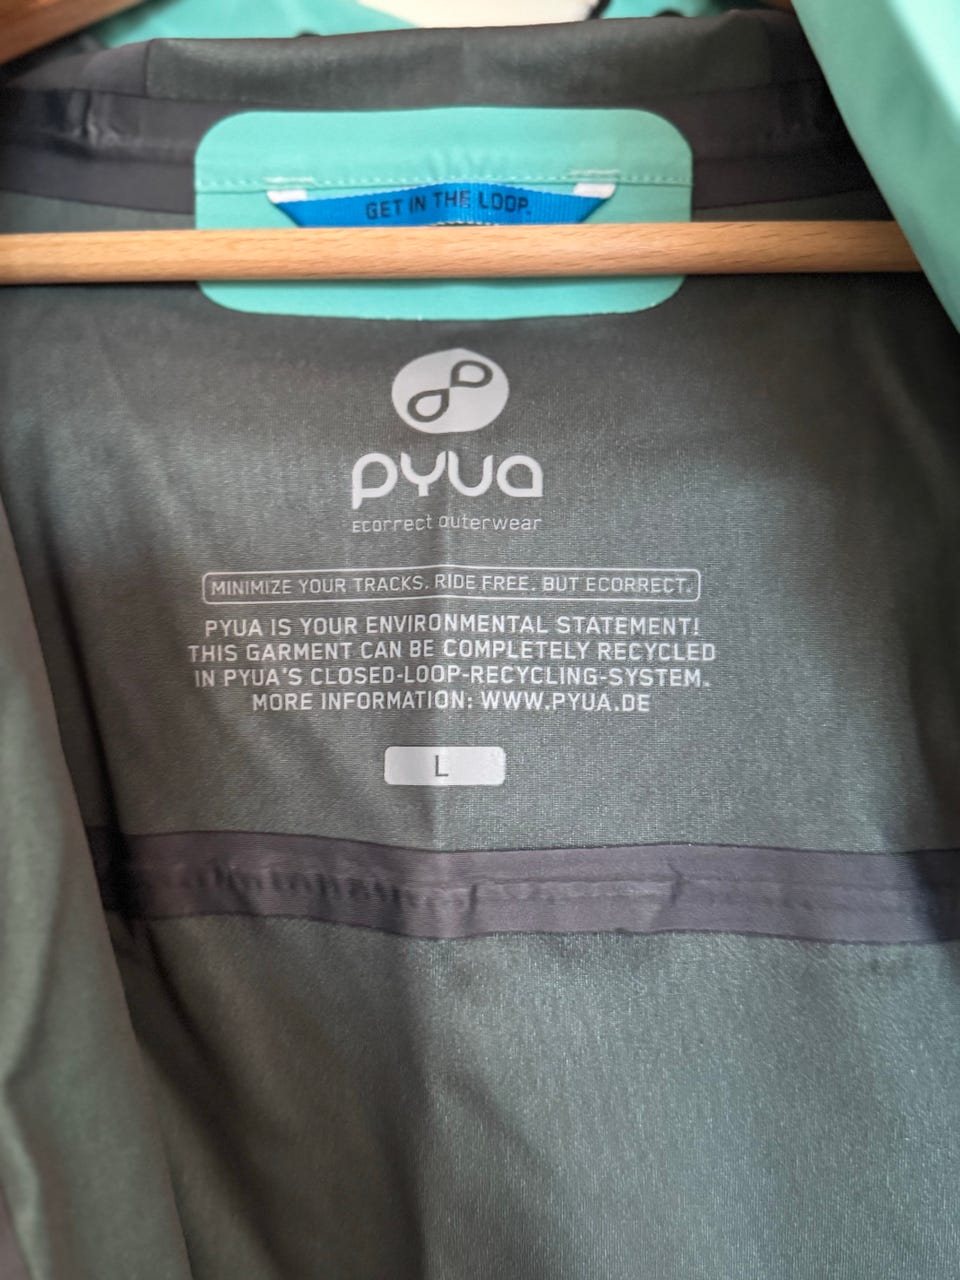 GET IN THE LOOP.
PYUA
Ecorrect outerwear
MINIMIZE YOUR TRACKS. RIDE FREE. BUT ECORRECT.
PYUA IS YOUR ENVIRONMENTAL STATEMENT!
THIS GARMENT CAN BE COMPLETELY RECYCLED
IN PYUA'S CLOSED-LOOP-RECYCLING-SYSTEM.
MORE INFORMATION: WWW.PYUA.DE
L